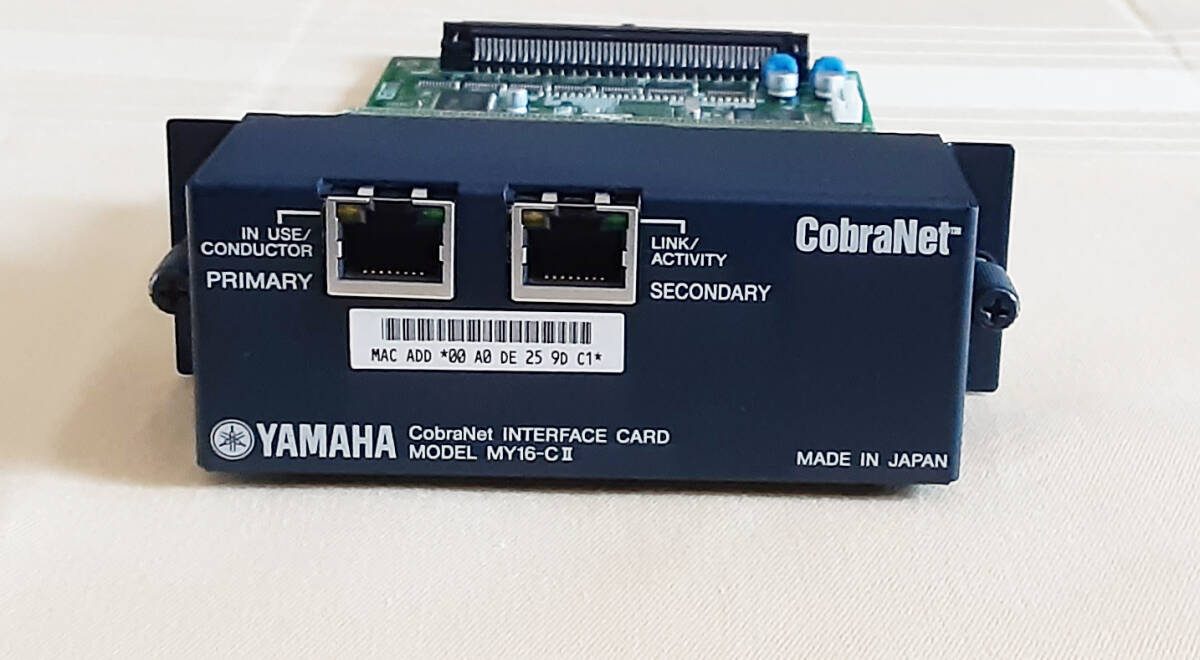 IN USE/
CONDUCTOR
PRIMARY
LINK/
ACTIVITY
SECONDARY
CobraNet™
MAC ADD *00 A0 DE 25 9D C1*
YAMAHA
CobraNet INTERFACE CARD
MODEL MY16-CⅡ
MADE IN JAPAN